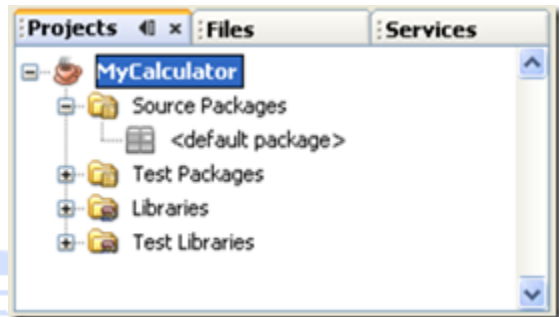 Projects Files Services
MyCalculator
Source Packages
<default package>
Test Packages
Libraries
Test Libraries